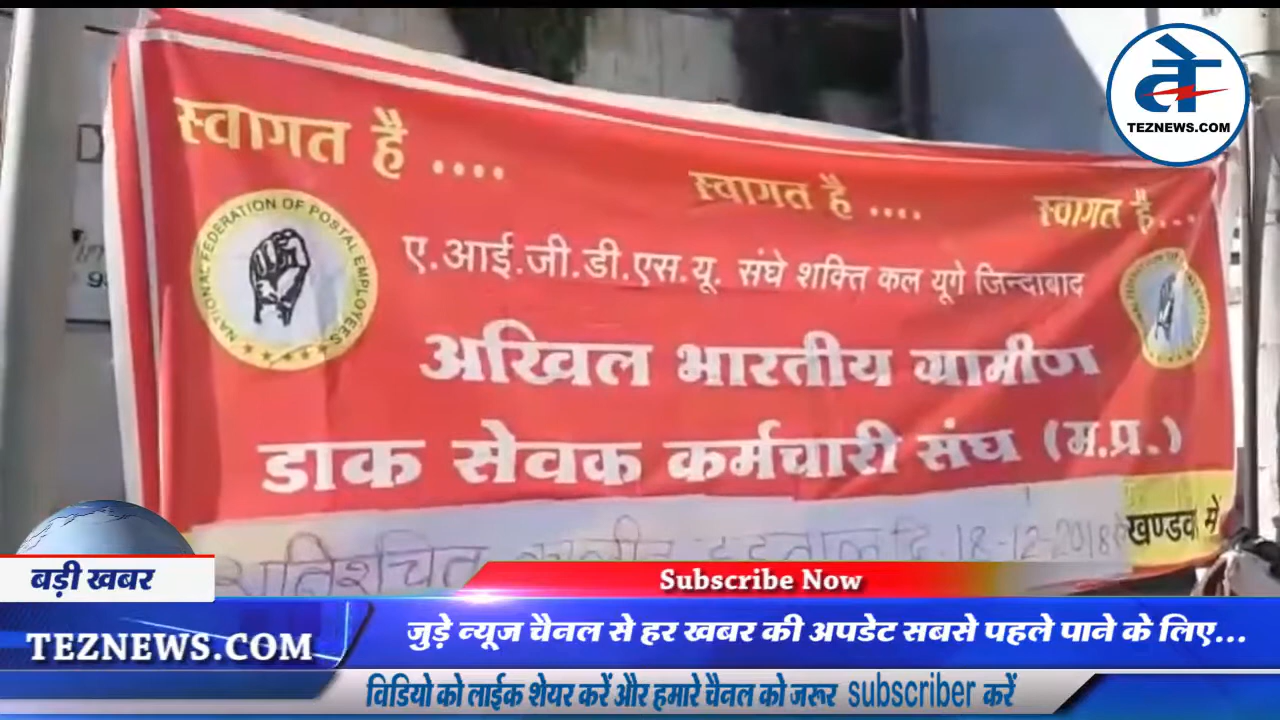 स्वागत है ....
स्वागत है ....
स्वागत है...
NATIONAL FEDERATION OF POSTAL EMPLOYEES
ए.आई.जी.डी.एस.यू. संघे शक्ति कल यूगे जिन्दाबाद
अखिल भारतीय ग्रामीण
डाक सेवक कर्मचारी संघ (म.प्र.)
अनिश्चित कालीन हड़ताल दि. 18-12-2018 से
खण्डवा में
ते
TEZNEWS.COM
बड़ी खबर
Subscribe Now
TEZNEWS.COM
जुड़े न्यूज चैनल से हर खबर की अपडेट सबसे पहले पाने के लिए...
विडियो को लाईक शेयर करें और हमारे चैनल को जरूर subscriber करें